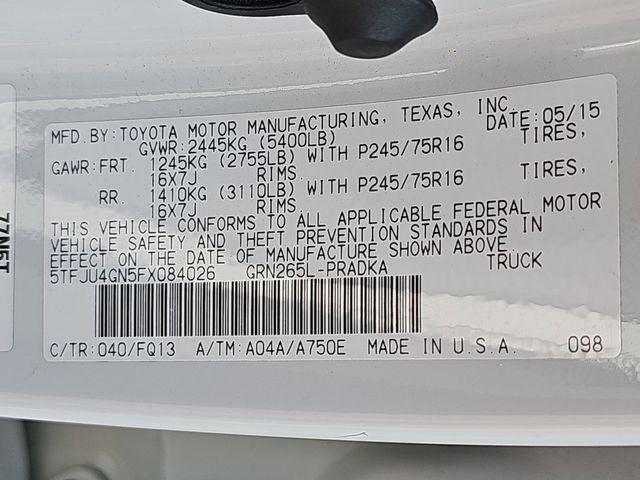 MFD.BY:TOYOTA MOTOR MANUFACTURING, TEXAS, INC. DATE:05/15
GVWR:2445KG (5400LB)
GAWR:FRT. 1245KG (2755LB) WITH P245/75R16 TIRES,
16X7J RIMS.
RR. 1410KG (3110LB) WITH P245/75R16 TIRES,
16X7J RIMS.
THIS VEHICLE CONFORMS TO ALL APPLICABLE FEDERAL MOTOR
VEHICLE SAFETY AND THEFT PREVENTION STANDARDS IN
EFFECT ON THE DATE OF MANUFACTURE SHOWN ABOVE.
5TFJU4GN5FX084026 GRN265L-PRADKA TRUCK
C/TR:040/FQ13 A/TM:A04A/A750E MADE IN U.S.A. 098